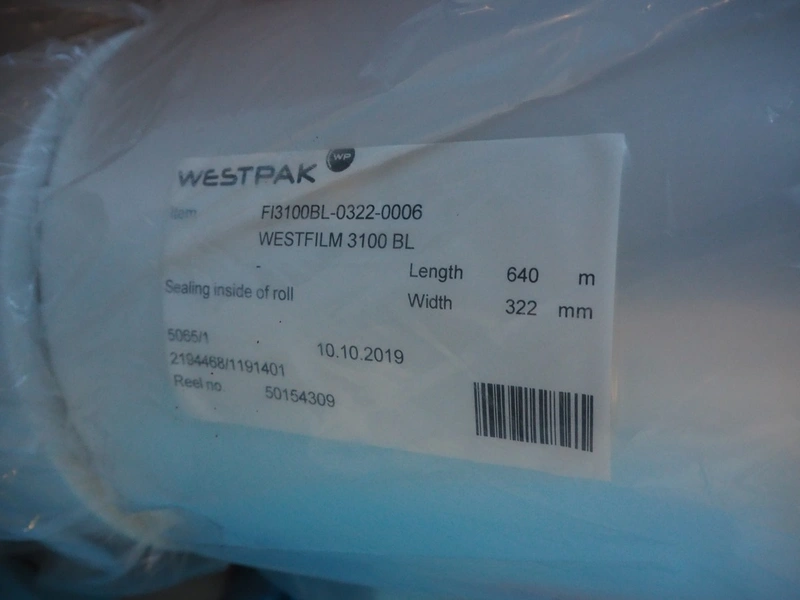 WESTPAK WP
Item FI3100BL-0322-0006
WESTFILM 3100 BL
-
Length 640 m
Sealing inside of roll
Width 322 mm
5065/1
10.10.2019
2194468/1191401
Reel no 50154309